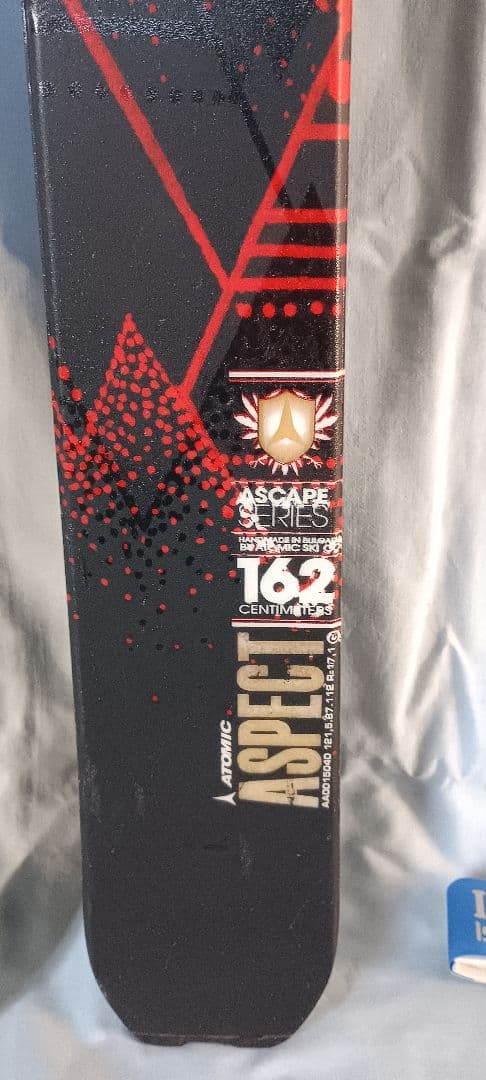 ASCAPE
SERIES
HANDMADE IN BULGARIA
BY ATOMIC SKI
162
CENTIMETERS
ATOMIC
ASPECT
AA0015040 121,5.87.112 R:17,1